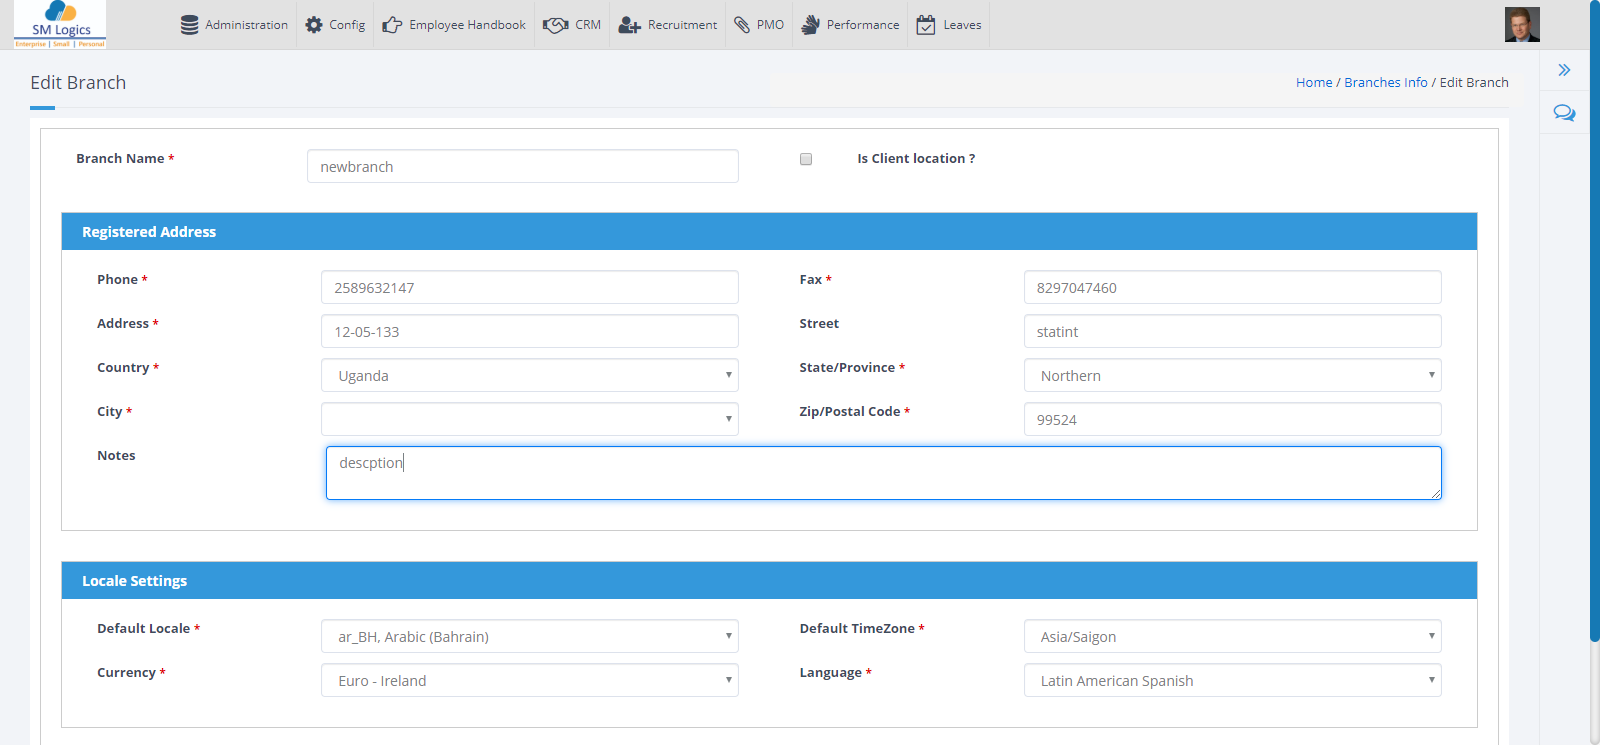 SM Logics
Enterprise | Small | Personal
Administration Config Employee Handbook CRM Recruitment PMO Performance Leaves
Edit Branch
Home / Branches Info / Edit Branch
Branch Name *
newbranch
Is Client location ?
Registered Address
Phone * 2589632147 Fax * 8297047460
Address * 12-05-133 Street statint
Country * Uganda State/Province * Northern
City * Zip/Postal Code * 99524
Notes descption
Locale Settings
Default Locale * ar_BH, Arabic (Bahrain) Default TimeZone * Asia/Saigon
Currency * Euro - Ireland Language * Latin American Spanish